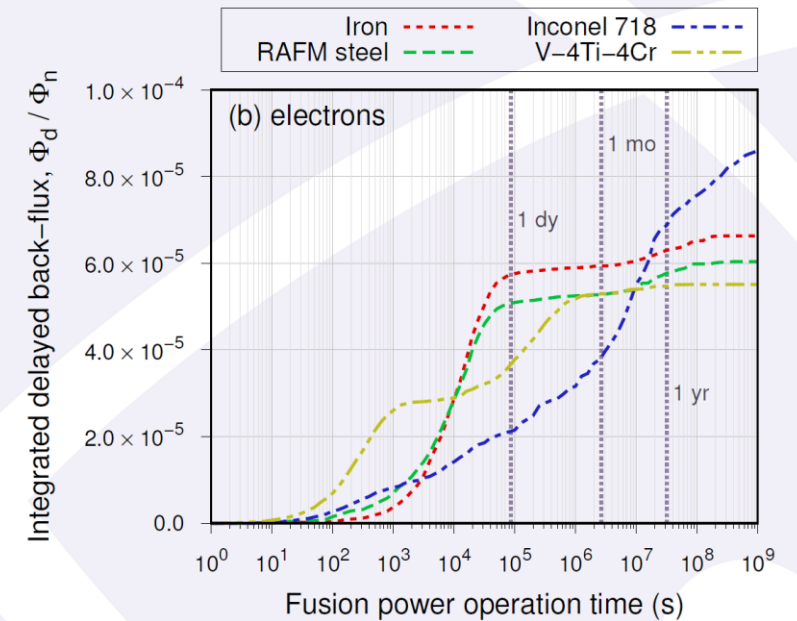 Iron
Inconel 718
RAFM steel
V−4Ti−4Cr
Integrated delayed back−flux, Φd / Φn
1.0 × 10⁻⁴
8.0 × 10⁻⁵
6.0 × 10⁻⁵
4.0 × 10⁻⁵
2.0 × 10⁻⁵
0.0
(b) electrons
1 dy
1 mo
1 yr
10⁰ 10¹ 10² 10³ 10⁴ 10⁵ 10⁶ 10⁷ 10⁸ 10⁹
Fusion power operation time (s)